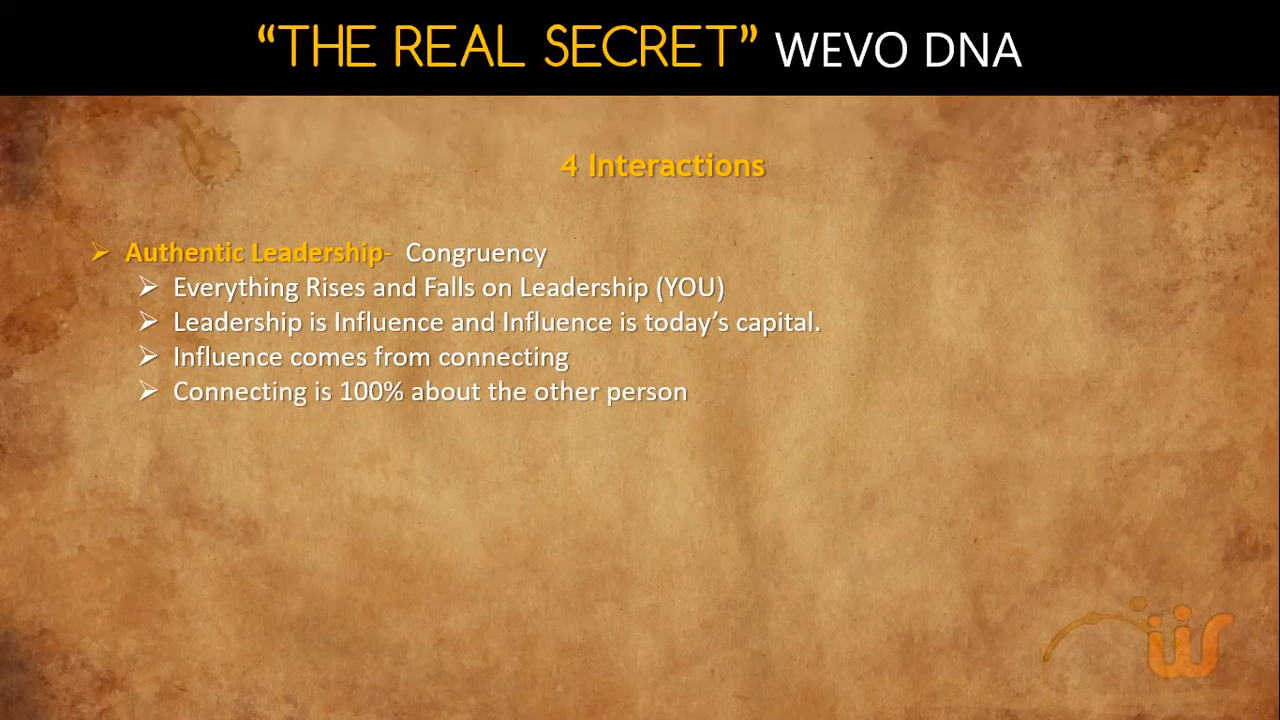 “THE REAL SECRET” WEVO DNA
4 Interactions
➢ Authentic Leadership- Congruency
➢ Everything Rises and Falls on Leadership (YOU)
➢ Leadership is Influence and Influence is today’s capital.
➢ Influence comes from connecting
➢ Connecting is 100% about the other person